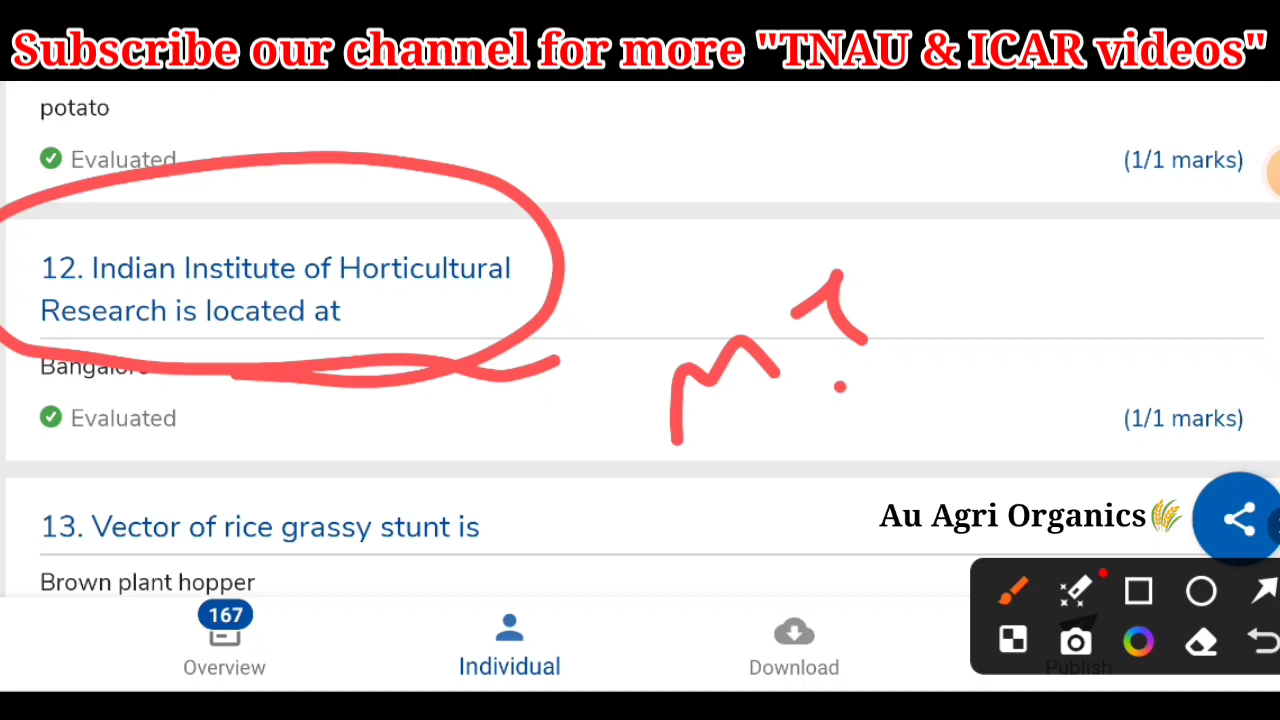 Subscribe our channel for more "TNAU & ICAR videos"
potato
Evaluated
(1/1 marks)
12. Indian Institute of Horticultural
Research is located at
Bangalore
Evaluated
(1/1 marks)
13. Vector of rice grassy stunt is
Au Agri Organics
Brown plant hopper
167
Overview
Individual
Download
Publish